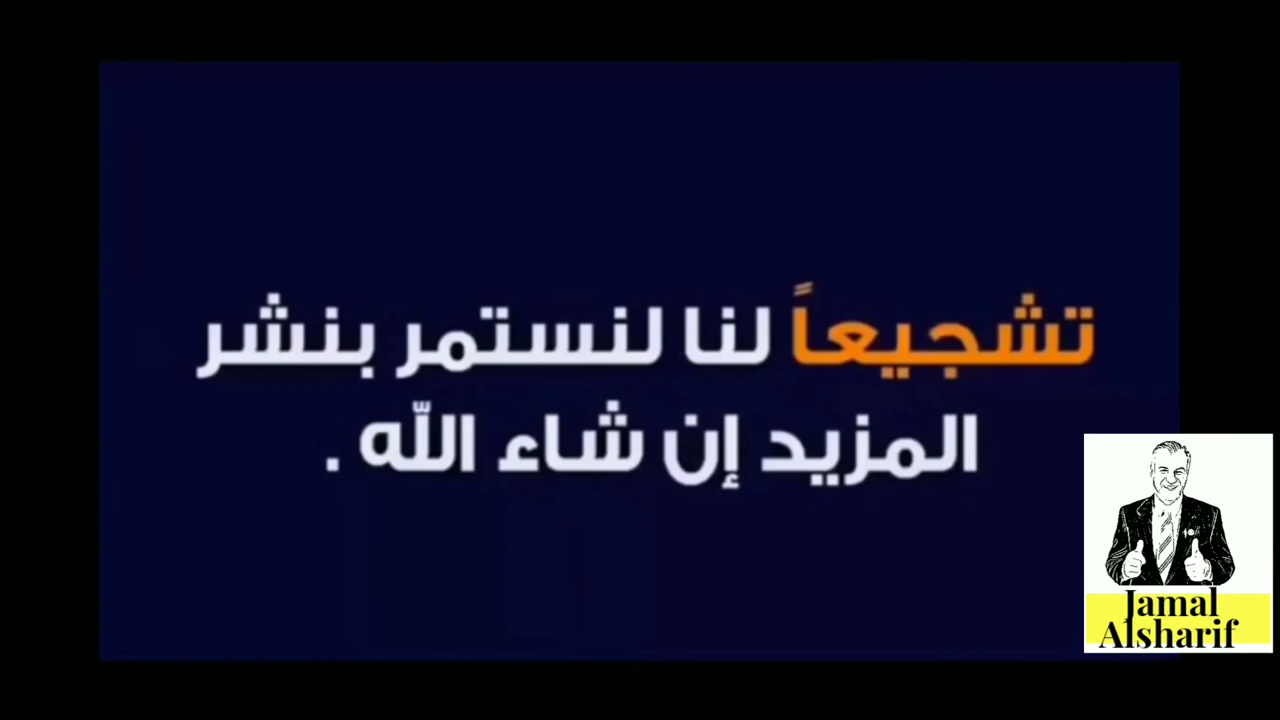 تشجيعاً لنا لنستمر بنشر
المزيد إن شاء اللّه .
Jamal
Alsharif